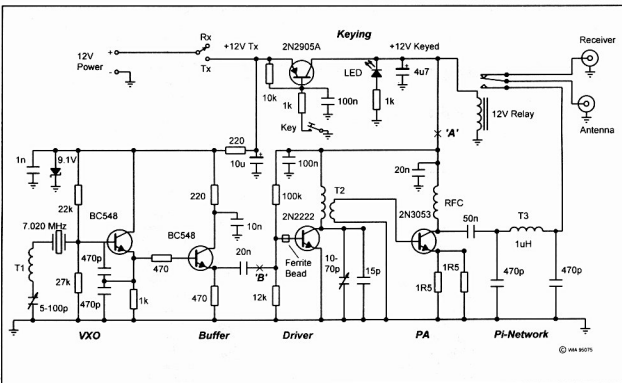 Keying
Receiver
Rx
+12V Tx
2N2905A
+12V Keyed
12V
Power
+
-
Tx
LED
4u7
10k
1k
100n
1k
Antenna
Key
12V Relay
220
'A'
1n
9.1V
10u
100n
20n
220
100k
T2
RFC
22k
BC548
2N2222
2N3053
50n
T3
7.020 MHz
BC548
10n
1uH
20n
470p
Ferrite
Bead
T1
470
'B'
10-
70p
15p
27k
1R5
470p
470p
5-100p
470p
1k
470
12k
1R5
VXO
Buffer
Driver
PA
Pi-Network
© WIA 95075